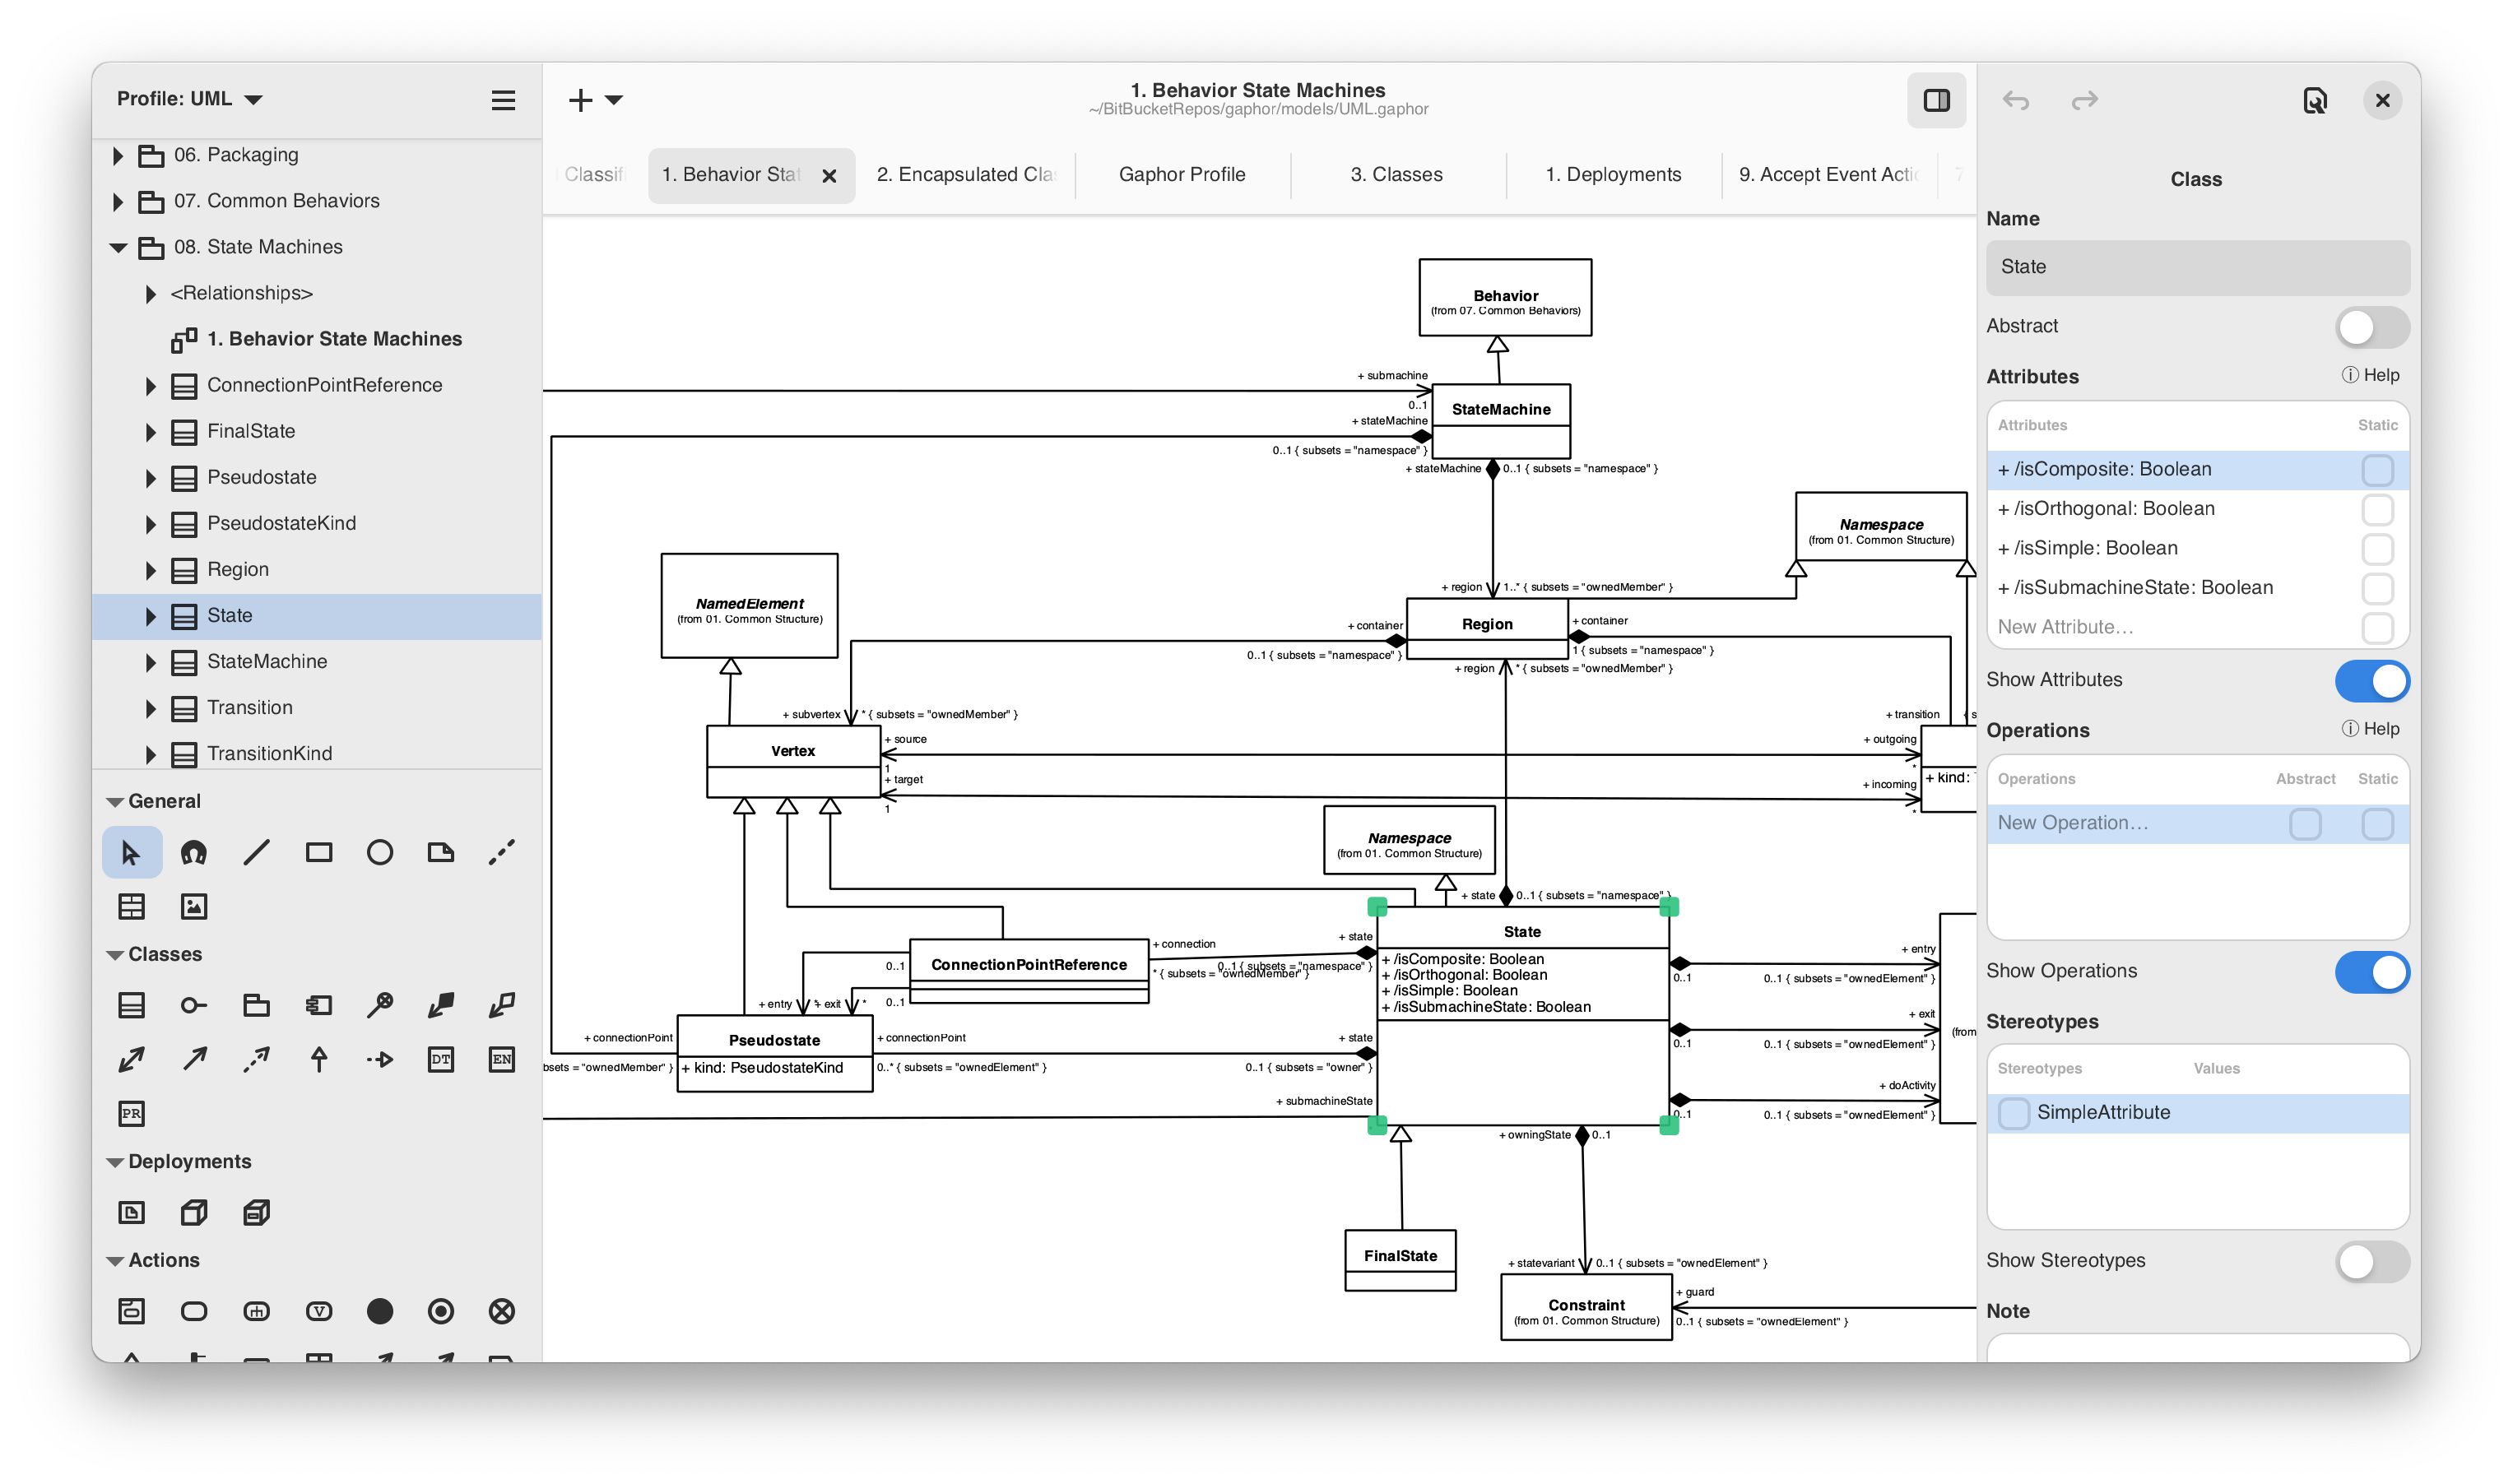 Profile: UML
06. Packaging
07. Common Behaviors
08. State Machines
<Relationships>
1. Behavior State Machines
ConnectionPointReference
FinalState
Pseudostate
PseudostateKind
Region
State
StateMachine
Transition
TransitionKind
General
Classes
DT
EN
PR
Deployments
Actions
V
1. Behavior State Machines
~/BitBucketRepos/gaphor/models/UML.gaphor
Classif
1. Behavior Stat
2. Encapsulated Cla
Gaphor Profile
3. Classes
1. Deployments
9. Accept Event Actio
7
Behavior
(from 07. Common Behaviors)
+ submachine
0..1
+ stateMachine
0..1 { subsets = "namespace" }
StateMachine
+ stateMachine
0..1 { subsets = "namespace" }
Namespace
(from 01. Common Structure)
NamedElement
(from 01. Common Structure)
+ region
1..* { subsets = "ownedMember" }
+ container
0..1 { subsets = "namespace" }
Region
+ container
1 { subsets = "namespace" }
+ region
* { subsets = "ownedMember" }
+ subvertex
* { subsets = "ownedMember" }
+ transition
{ s
Vertex
+ source
1
+ target
1
+ outgoing
*
+ incoming
*
+ kind:
Namespace
(from 01. Common Structure)
+ state
0..1 { subsets = "namespace" }
State
+ /isComposite: Boolean
+ /isOrthogonal: Boolean
+ /isSimple: Boolean
+ /isSubmachineState: Boolean
ConnectionPointReference
+ connection
* { subsets = "ownedMember" }
+ state
0..1 { subsets = "namespace" }
0..1
0..1
+ entry
*
+ exit
*
+ connectionPoint
bsets = "ownedMember" }
Pseudostate
+ kind: PseudostateKind
+ connectionPoint
0..* { subsets = "ownedElement" }
+ state
0..1 { subsets = "owner" }
+ submachineState
+ entry
0..1
0..1 { subsets = "ownedElement" }
+ exit
0..1
0..1 { subsets = "ownedElement" }
(from
+ doActivity
0..1
0..1 { subsets = "ownedElement" }
+ owningState
0..1
FinalState
+ statevariant
0..1 { subsets = "ownedElement" }
Constraint
(from 01. Common Structure)
+ guard
0..1 { subsets = "ownedElement" }
Class
Name
State
Abstract
Attributes
Help
Attributes
Static
+ /isComposite: Boolean
+ /isOrthogonal: Boolean
+ /isSimple: Boolean
+ /isSubmachineState: Boolean
New Attribute…
Show Attributes
Operations
Help
Operations
Abstract
Static
New Operation…
Show Operations
Stereotypes
Stereotypes
Values
SimpleAttribute
Show Stereotypes
Note